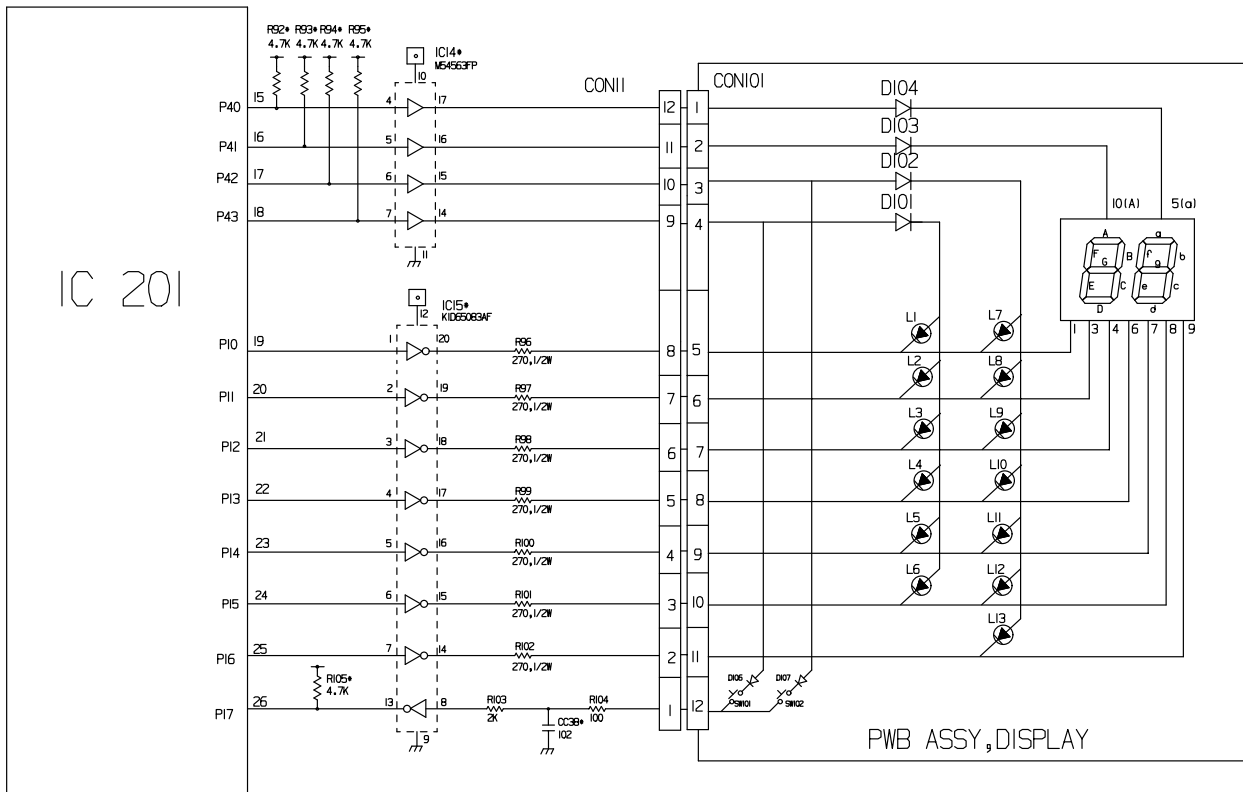 R92* R93* R94* R95*
4.7K 4.7K 4.7K 4.7K
IC14*
M54563FP
10
CON11
CON101
D104
P40 15 4 17 12 1
D103
P41 16 5 16 11 2
D102
P42 17 6 15 10 3
D101
P43 18 7 14 9 4
10(A) 5(a)
11
A a
F B f b
G g
E C e c
D d
IC 201
IC15*
KID65083AF
12
1 3 4 6 7 8 9
L1 L7
P10 19 1 20 R96 8 5
270,1/2W
L2 L8
P11 20 2 19 R97 7 6
270,1/2W
L3 L9
P12 21 3 18 R98 6 7
270,1/2W
L4 L10
P13 22 4 17 R99 5 8
270,1/2W
L5 L11
P14 23 5 16 R100 4 9
270,1/2W
L6 L12
P15 24 6 15 R101 3 10
270,1/2W
L13
P16 25 7 14 R102 2 11
270,1/2W
R105*
4.7K
D106 D107
SW101 SW102
P17 26 13 8 R103 R104 1 12
2K 100
CC38*
102
9
PWB ASSY,DISPLAY